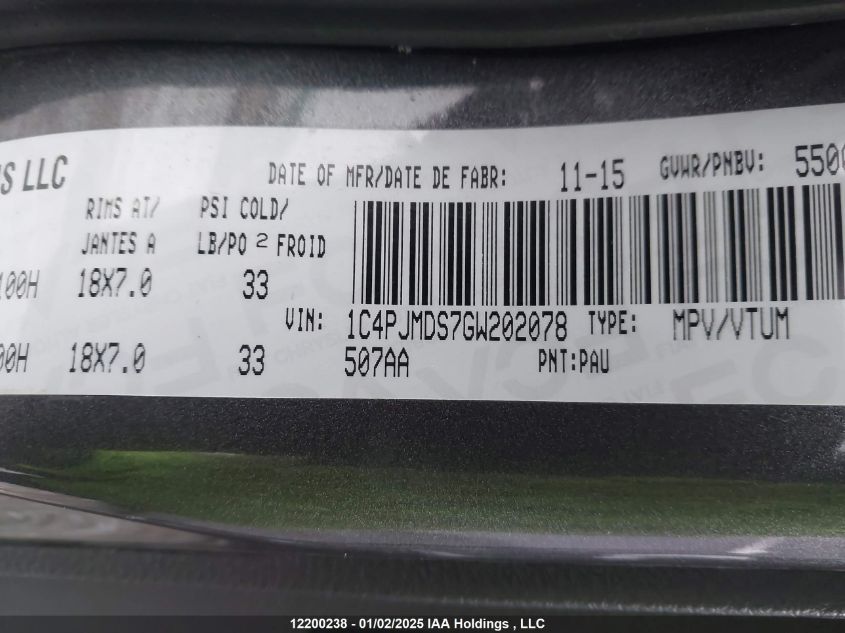 S LLC DATE OF MFR/DATE DE FABR: 11-15 GVWR/PNBV: 550
RIMS AT/ PSI COLD/
JANTES A LB/PO 2 FROID
100H 18X7.0 33
VIN: 1C4PJMDS7GW202078 TYPE: MPV/VTUM
00H 18X7.0 33 507AA PNT:PAU
12200238 - 01/02/2025 IAA Holdings , LLC